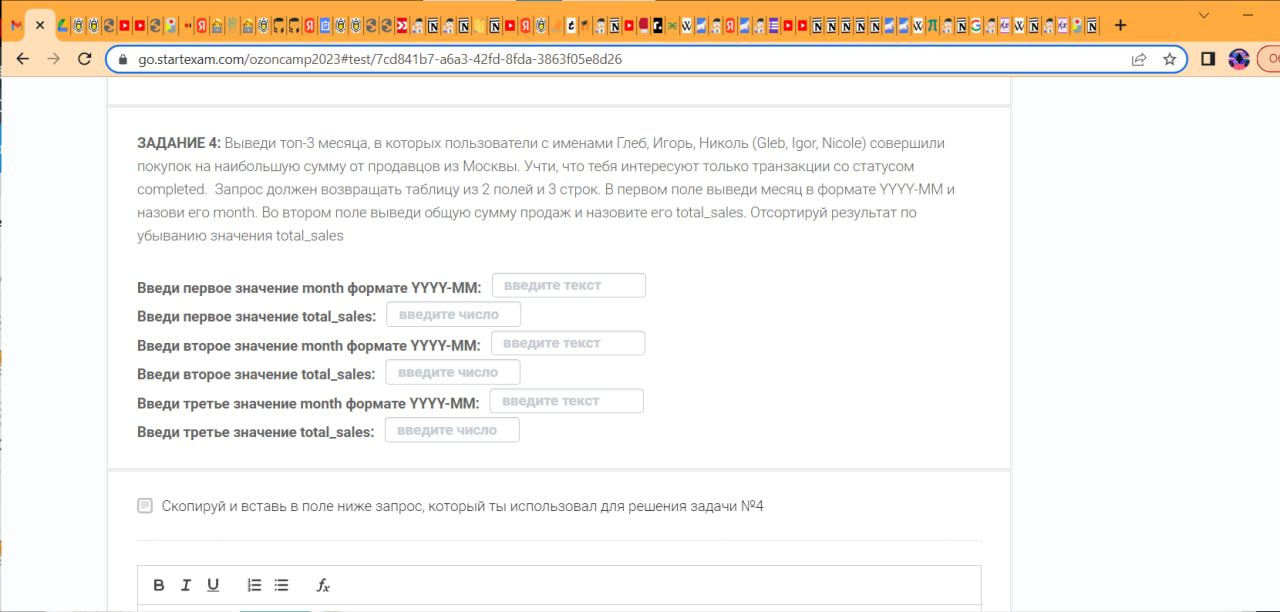 go.startexam.com/ozoncamp2023#test/7cd841b7-a6a3-42fd-8fda-3863f05e8d26
ЗАДАНИЕ 4: Выведи топ-3 месяца, в которых пользователи с именами Глеб, Игорь, Николь (Gleb, Igor, Nicole) совершили
покупок на наибольшую сумму от продавцов из Москвы. Учти, что тебя интересуют только транзакции со статусом
completed. Запрос должен возвращать таблицу из 2 полей и 3 строк. В первом поле выведи месяц в формате YYYY-MM и
назови его month. Во втором поле выведи общую сумму продаж и назовите его total_sales. Отсортируй результат по
убыванию значения total_sales
Введи первое значение month формате YYYY-MM: введите текст
Введи первое значение total_sales: введите число
Введи второе значение month формате YYYY-MM: введите текст
Введи второе значение total_sales: введите число
Введи третье значение month формате YYYY-MM: введите текст
Введи третье значение total_sales: введите число
Скопируй и вставь в поле ниже запрос, который ты использовал для решения задачи №4
B I U fx